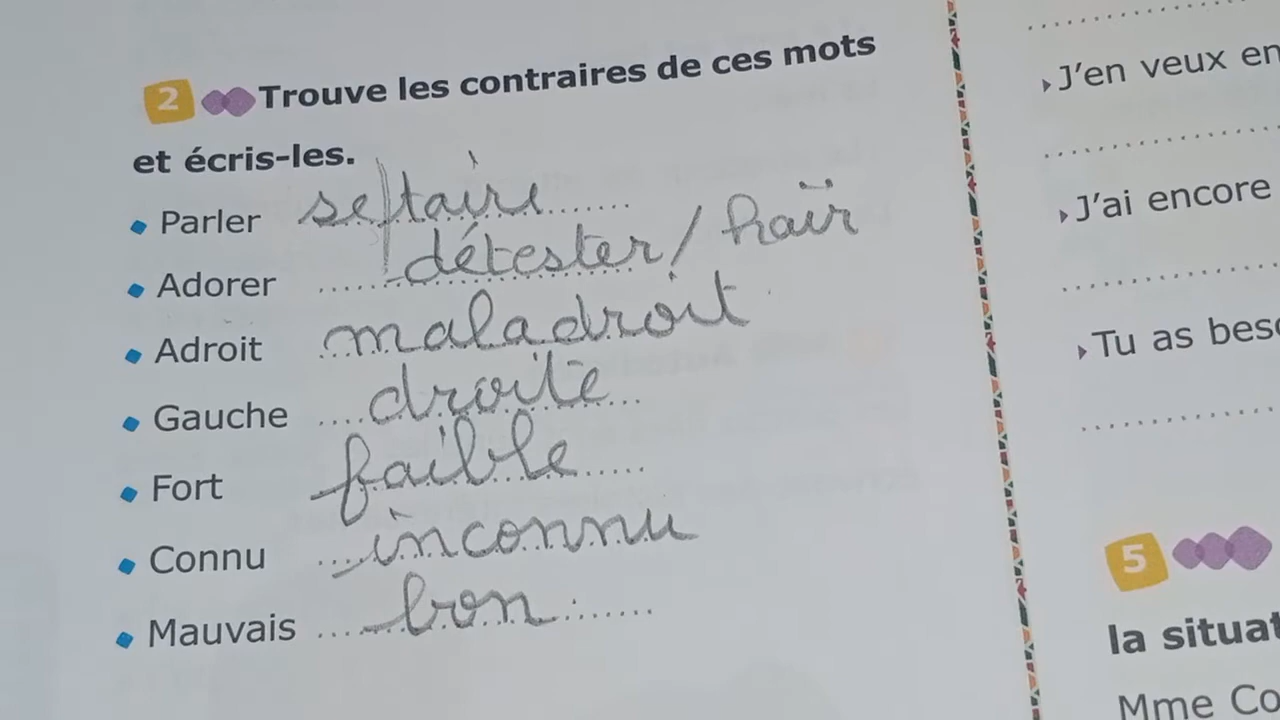 2 Trouve les contraires de ces mots
et écris-les.
Parler se taire
Adorer détester / haïr
Adroit maladroit
Gauche droite
Fort faible
Connu inconnu
Mauvais bon
J'en veux en
J'ai encore
Tu as beso
5
la situat
Mme Co